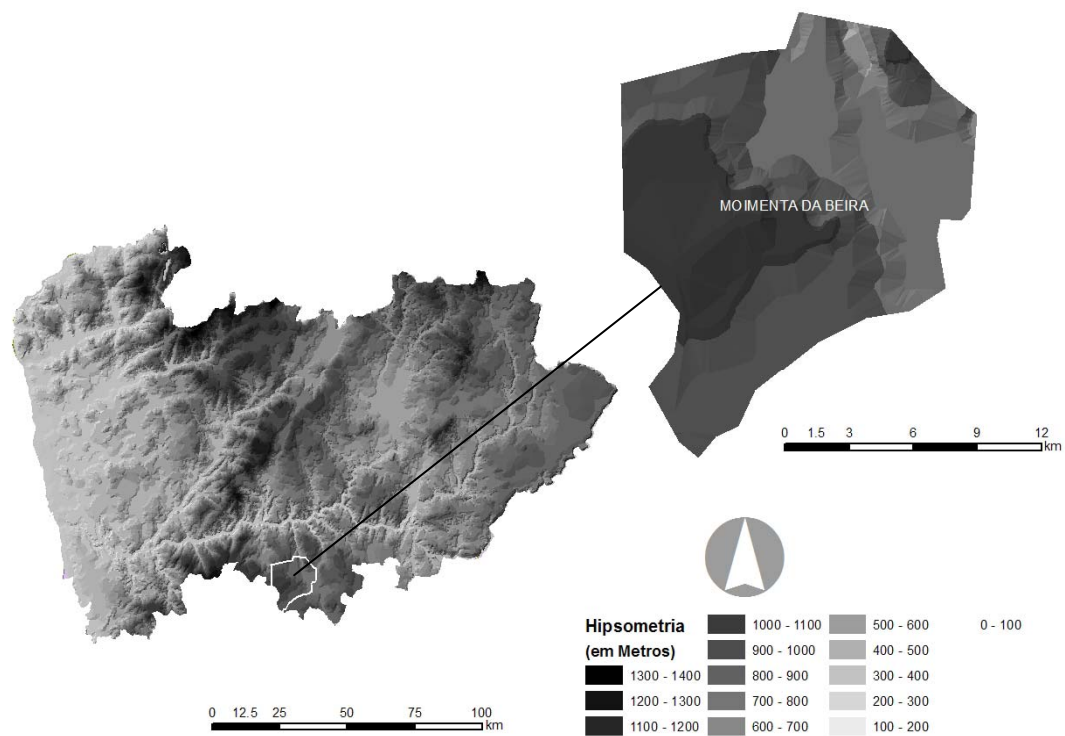 MOIMENTA DA BEIRA
0 1.5 3 6 9 12
km
Hipsometria
(em Metros)
1300 - 1400
1200 - 1300
1100 - 1200
1000 - 1100
900 - 1000
800 - 900
700 - 800
600 - 700
500 - 600
400 - 500
300 - 400
200 - 300
100 - 200
0 - 100
0 12.5 25 50 75 100
km